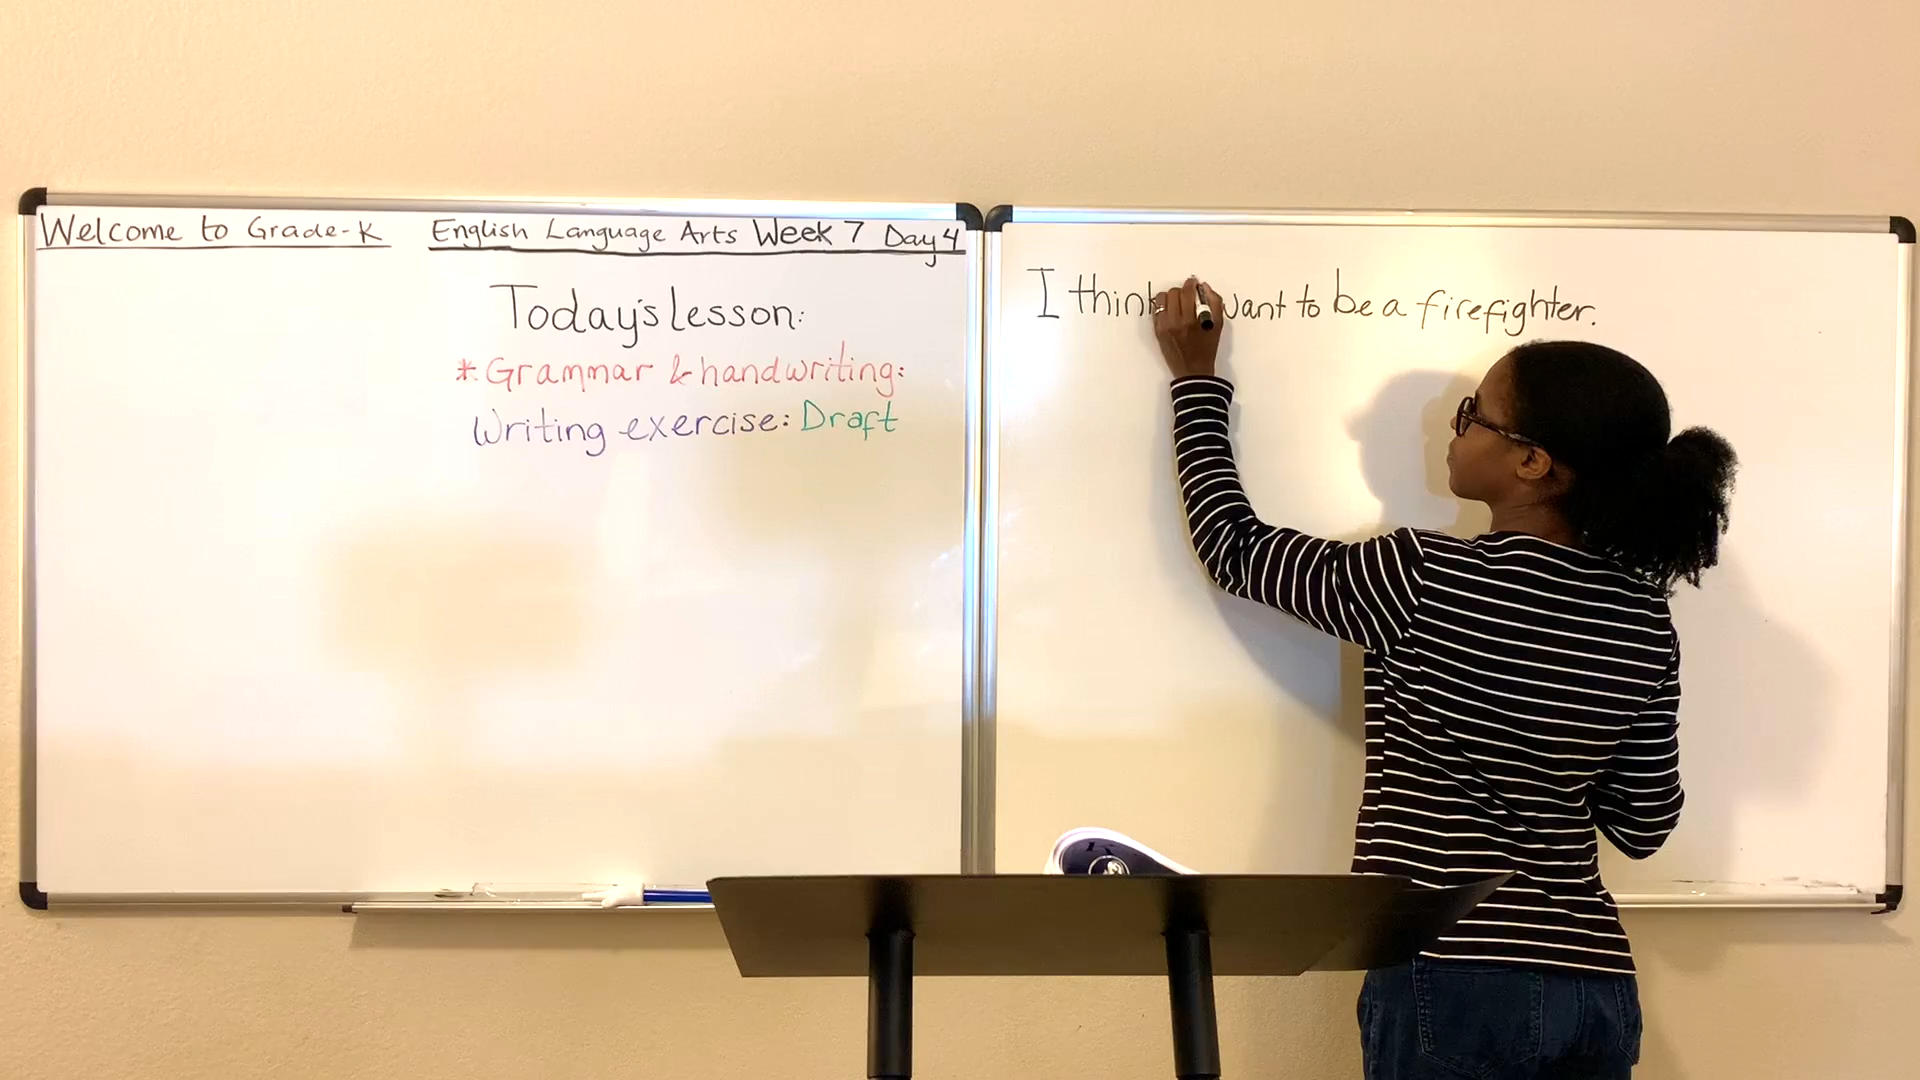 Welcome to Grade-K English Language Arts Week 7 Day 4
Today's lesson:
* Grammar & handwriting:
Writing exercise: Draft
I think want to be a firefighter.